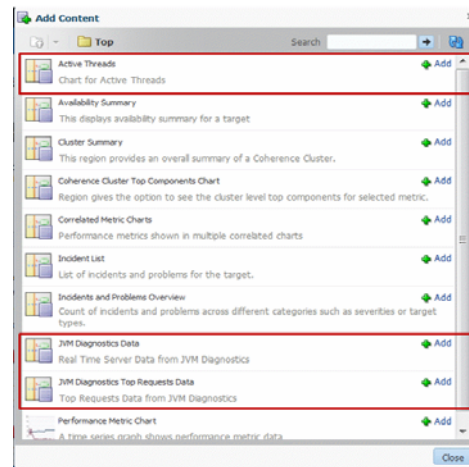 Add Content
Top Search
Active Threads Add
Chart for Active Threads
Availability Summary Add
This displays availability summary for a target
Cluster Summary Add
This region provides an overall summary of a Coherence Cluster.
Coherence Cluster Top Components Chart Add
Region gives the option to see the cluster level top components for selected metric.
Correlated Metric Charts Add
Performance metrics shown in multiple correlated charts
Incident List Add
List of incidents and problems for the target.
Incidents and Problems Overview Add
Count of incidents and problems across different categories such as severities or target
types.
JVM Diagnostics Data Add
Real Time Server Data from JVM Diagnostics
JVM Diagnostics Top Requests Data Add
Top Requests Data from JVM Diagnostics
Performance Metric Chart Add
A time series graph shows performance metric data
Close